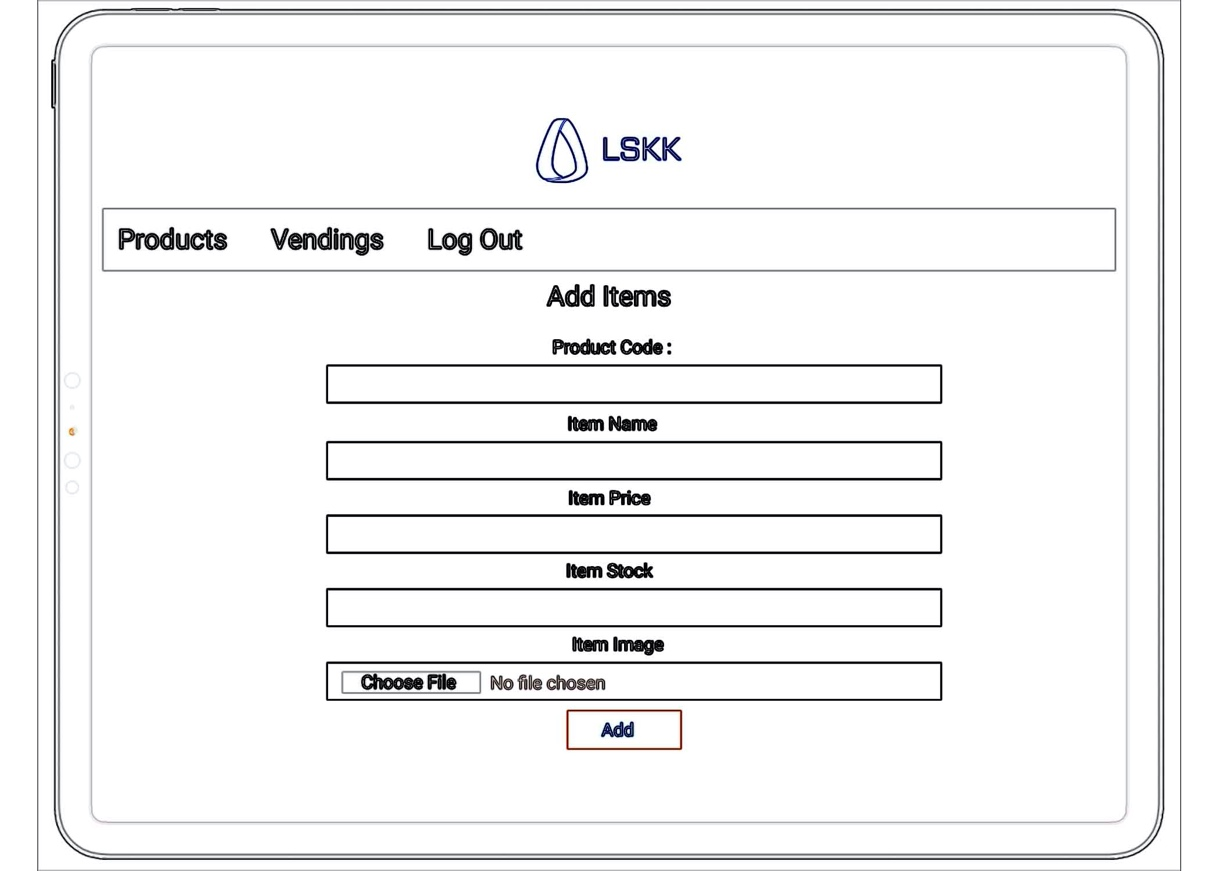 LSKK
Products Vendings Log Out
Add Items
Product Code :
Item Name
Item Price
Item Stock
Item Image
Choose File No file chosen
Add